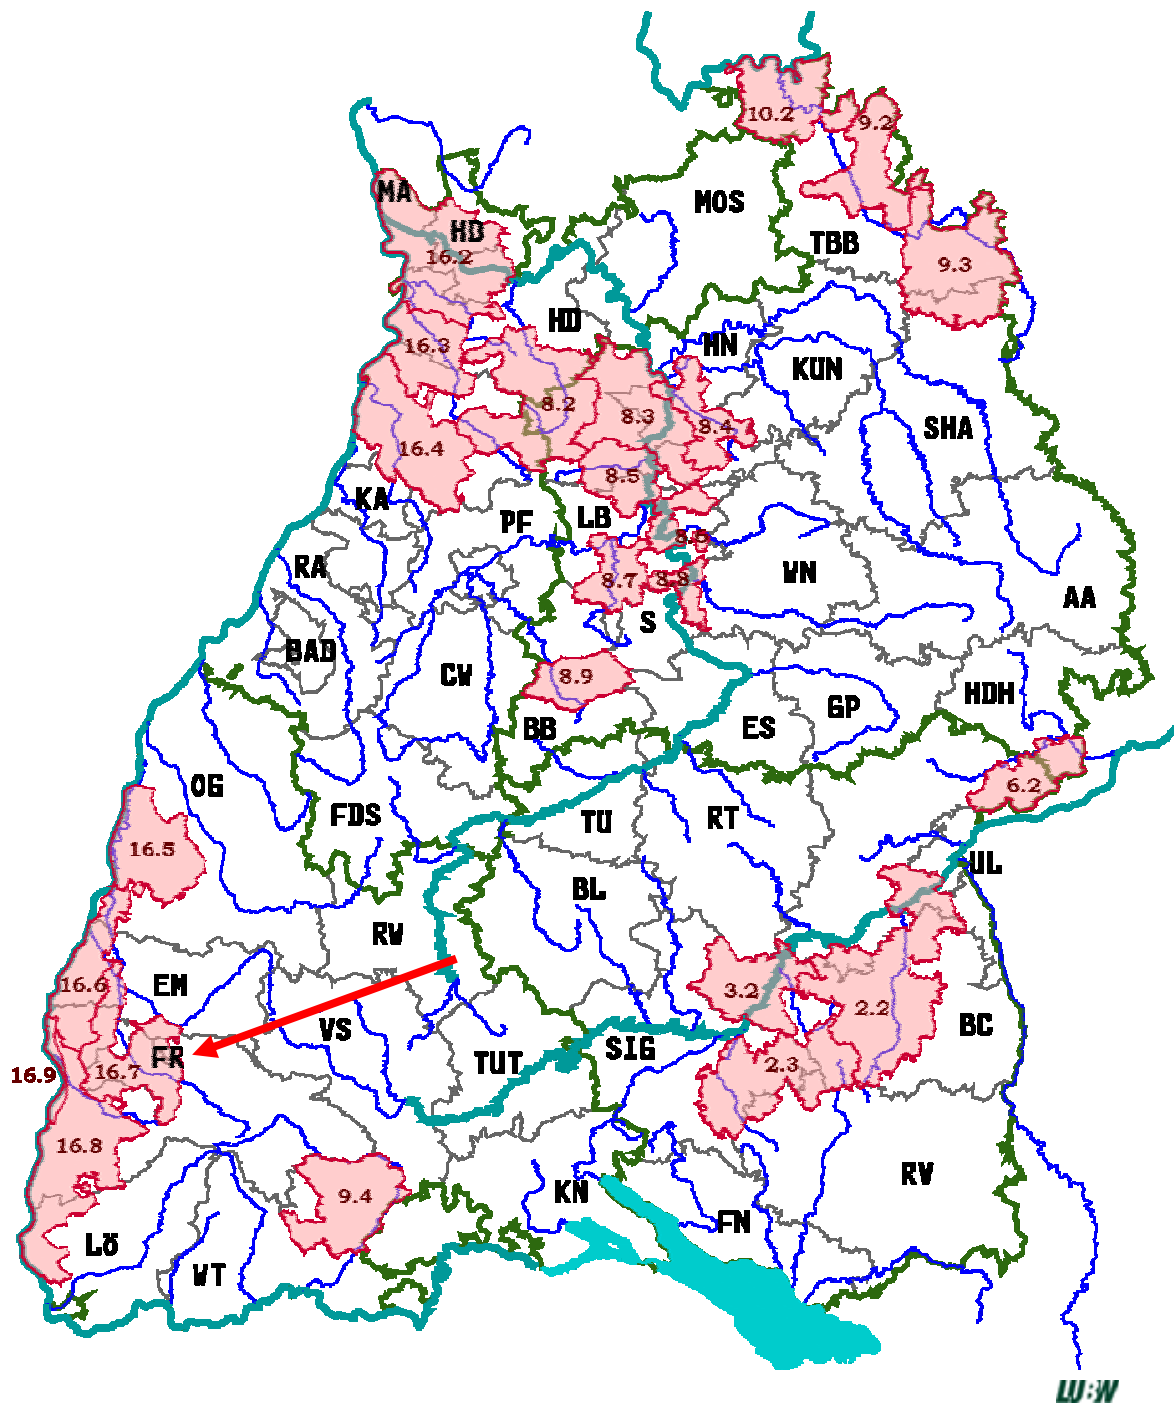 10.2
9.2
MA
MOS
HD
TBB
16.2
9.3
HD
16.3
HN
KUN
8.2
8.3
8.4
SHA
16.4
8.5
KA
PF
LB
8.5
RA
8.7
8.8
WN
AA
S
BAD
CW
8.9
HDH
GP
BB
ES
OG
6.2
FDS
TU
RT
16.5
UL
BL
RW
EM
16.6
3.2
2.2
VS
BC
FR
SIG
TUT
16.9
16.7
2.3
16.8
RV
9.4
KN
FN
LÖ
WT
LU:W